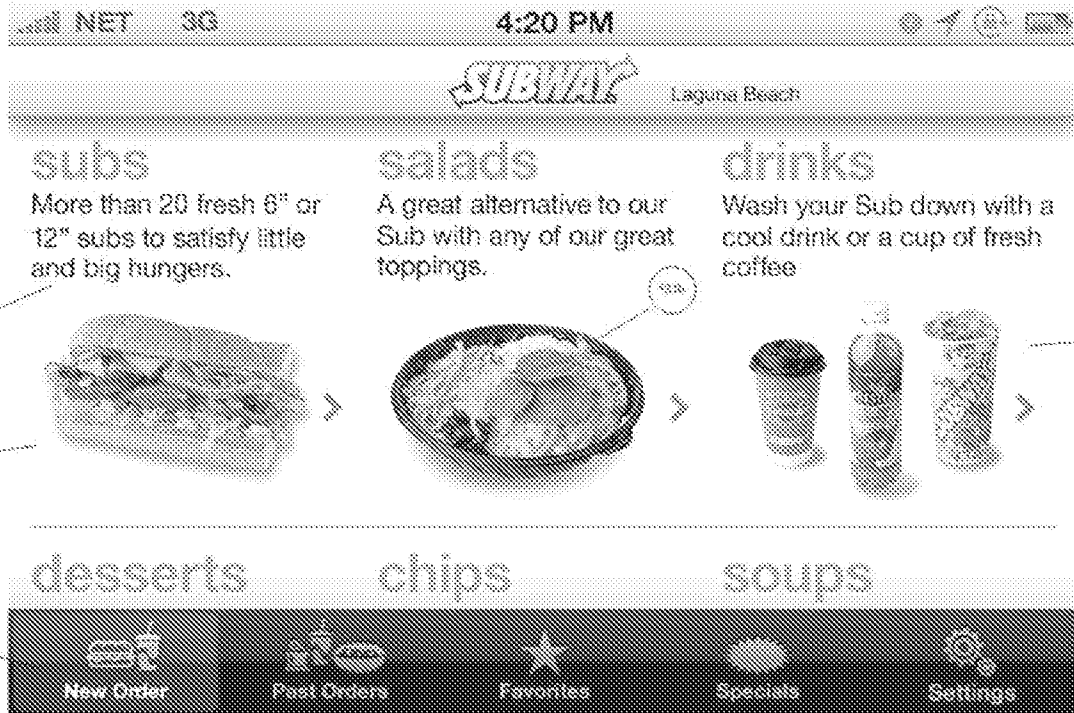 NET 3G 4:20 PM
SUBWAY Laguna Beach
subs
More than 20 fresh 6" or
12" subs to satisfy little
and big hungers.
salads
A great alternative to our
Sub with any of our great
toppings.
drinks
Wash your Sub down with a
cool drink or a cup of fresh
coffee
desserts
chips
soups
New Order
Past Orders
Favorites
Specials
Settings